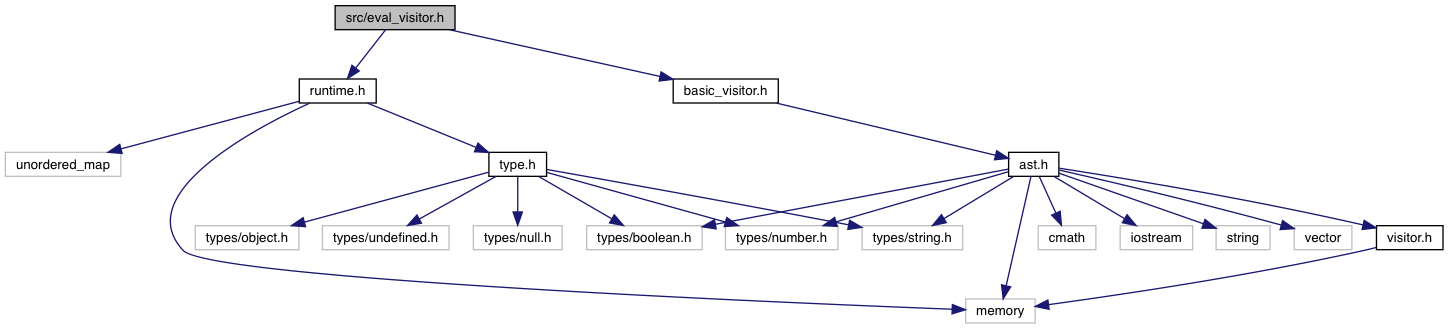 src/eval_visitor.h
runtime.h
basic_visitor.h
unordered_map
type.h
ast.h
types/object.h
types/undefined.h
types/null.h
types/boolean.h
types/number.h
types/string.h
cmath
iostream
string
vector
visitor.h
memory